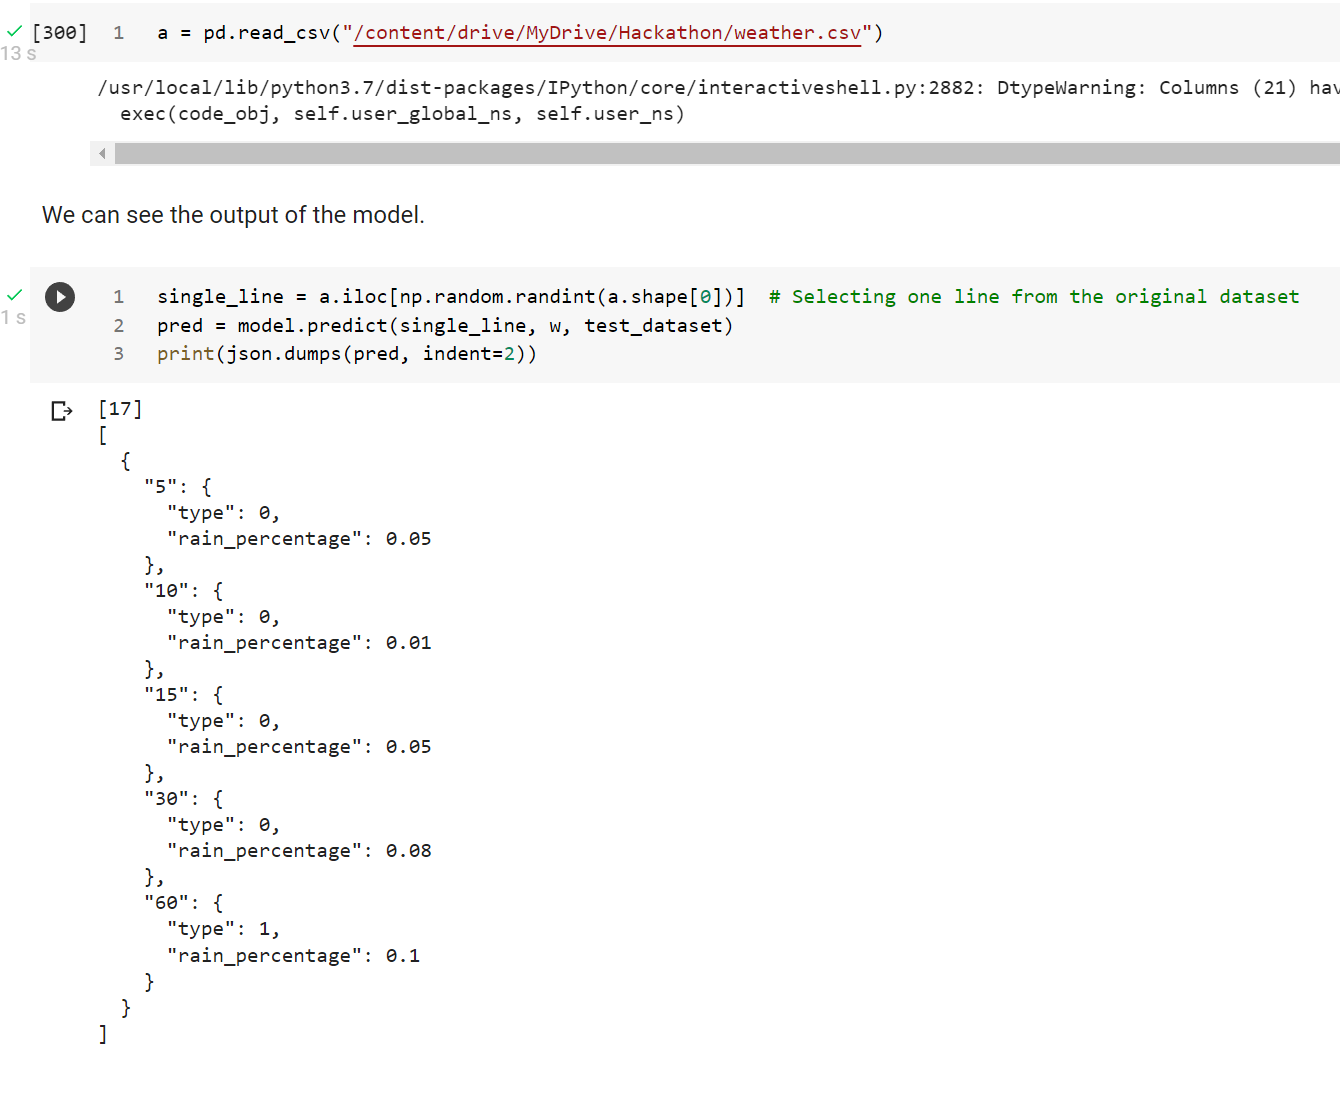 [300] 1 a = pd.read_csv("/content/drive/MyDrive/Hackathon/weather.csv")
13 s
/usr/local/lib/python3.7/dist-packages/IPython/core/interactiveshell.py:2882: DtypeWarning: Columns (21) hav
exec(code_obj, self.user_global_ns, self.user_ns)
We can see the output of the model.
1 single_line = a.iloc[np.random.randint(a.shape[0])] # Selecting one line from the original dataset
1 s
2 pred = model.predict(single_line, w, test_dataset)
3 print(json.dumps(pred, indent=2))
[17]
[
{
"5": {
"type": 0,
"rain_percentage": 0.05
},
"10": {
"type": 0,
"rain_percentage": 0.01
},
"15": {
"type": 0,
"rain_percentage": 0.05
},
"30": {
"type": 0,
"rain_percentage": 0.08
},
"60": {
"type": 1,
"rain_percentage": 0.1
}
}
]